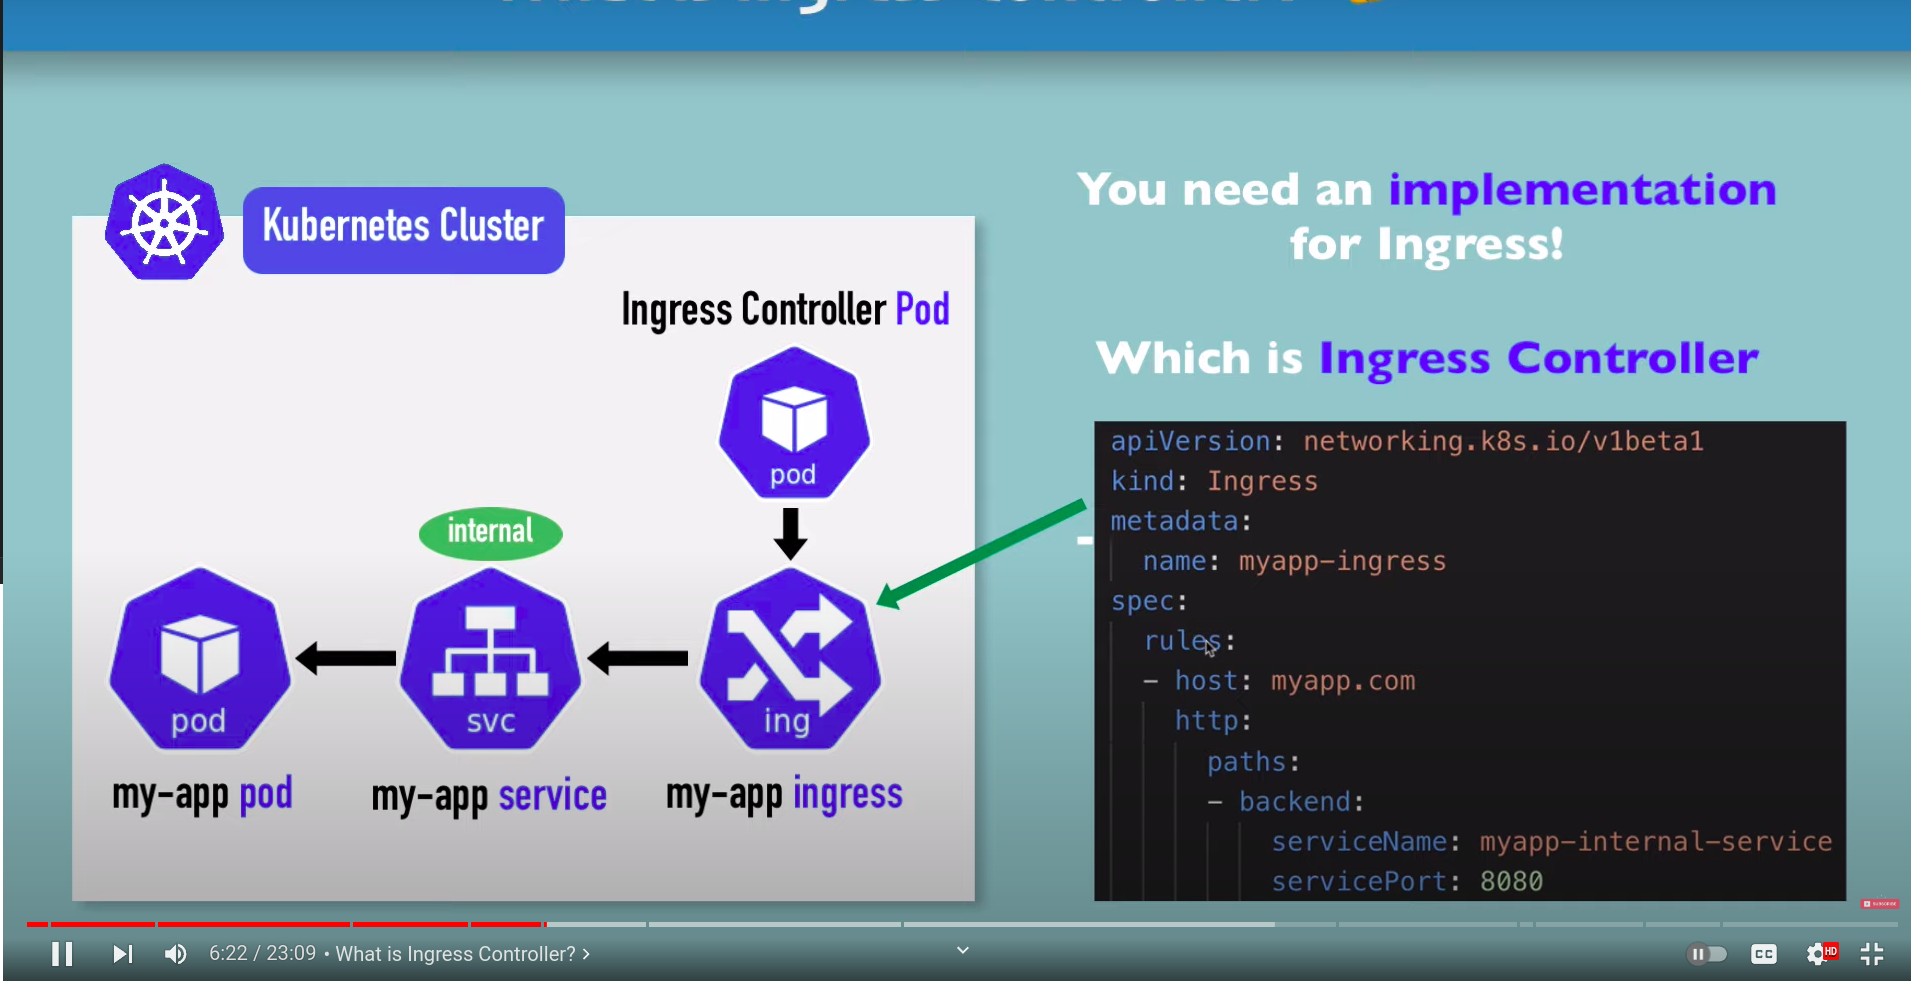 Kubernetes Cluster
Ingress Controller Pod
pod
internal
pod
svc
ing
my-app pod
my-app service
my-app ingress
You need an implementation
for Ingress!
Which is Ingress Controller
-
apiVersion: networking.k8s.io/v1beta1
kind: Ingress
metadata:
name: myapp-ingress
spec:
rules:
- host: myapp.com
http:
paths:
- backend:
serviceName: myapp-internal-service
servicePort: 8080
SUBSCRIBE
6:22 / 23:09 • What is Ingress Controller? >
CC
HD